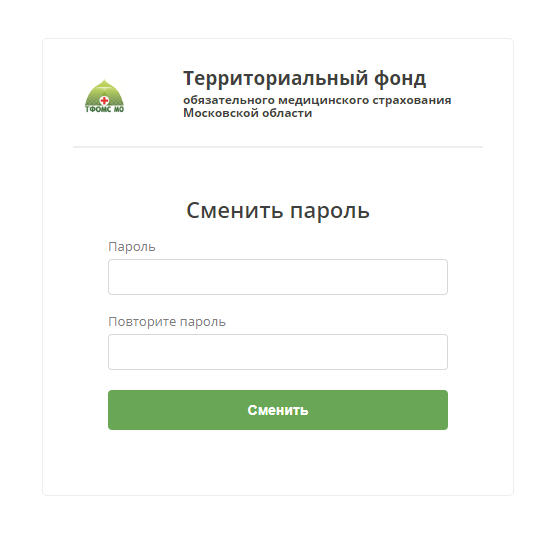 ТФОМС МО
Территориальный фонд
обязательного медицинского страхования
Московской области
Сменить пароль
Пароль
Повторите пароль
Сменить